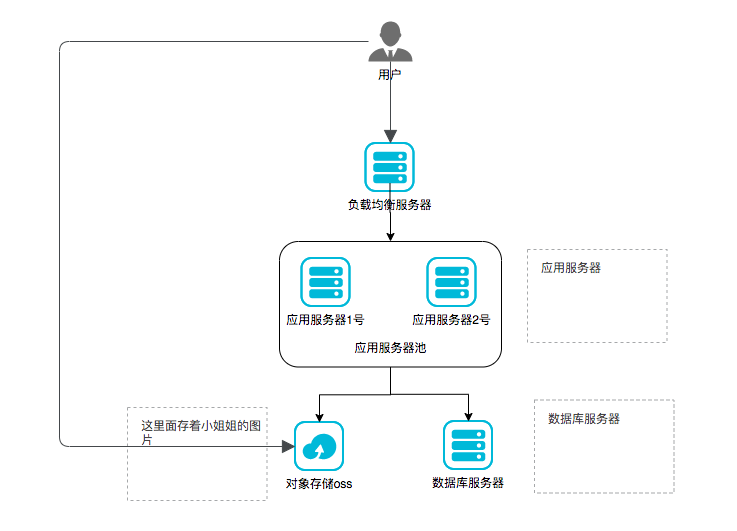 用户
负载均衡服务器
应用服务器1号
应用服务器2号
应用服务器池
应用服务器
这里面存着小姐姐的图
片
对象存储oss
数据库服务器
数据库服务器